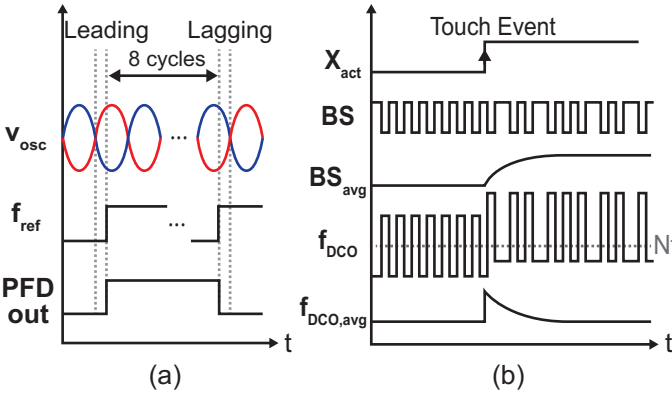 Leading
Lagging
8 cycles
v_osc
...
f_ref
...
PFD
out
t
(a)
Touch Event
X_act
BS
BS_avg
f_DCO
f_DCO,avg
t
(b)